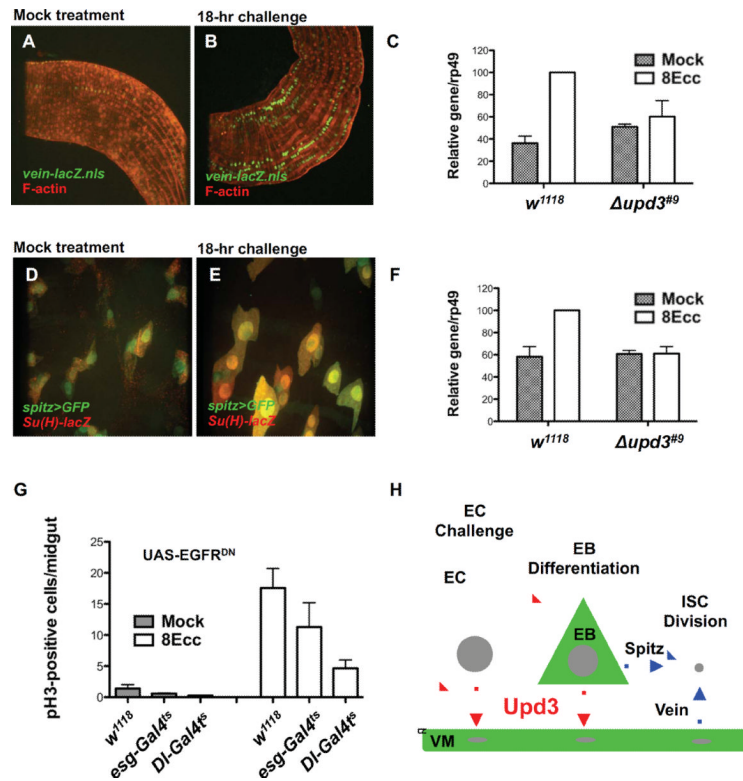 Mock treatment 18-hr challenge
A B C
vein-lacZ.nls vein-lacZ.nls
F-actin F-actin
Relative gene/rp49
120
100
80
60
40
20
0
Mock
8Ecc
w1118 Δupd3#9
Mock treatment 18-hr challenge
D E F
spitz>GFP spitz>GFP
Su(H)-lacZ Su(H)-lacZ
Relative gene/rp49
120
100
80
60
40
20
0
Mock
8Ecc
w1118 Δupd3#9
G
pH3-positive cells/midgut
25
20
15
10
5
0
UAS-EGFRDN
Mock
8Ecc
w1118 esg-Gal4ts Dl-Gal4ts w1118 esg-Gal4ts Dl-Gal4ts
H
EC
Challenge
EB
Differentiation
EC
ISC
Division
EB
Spitz
Upd3
Vein
VM